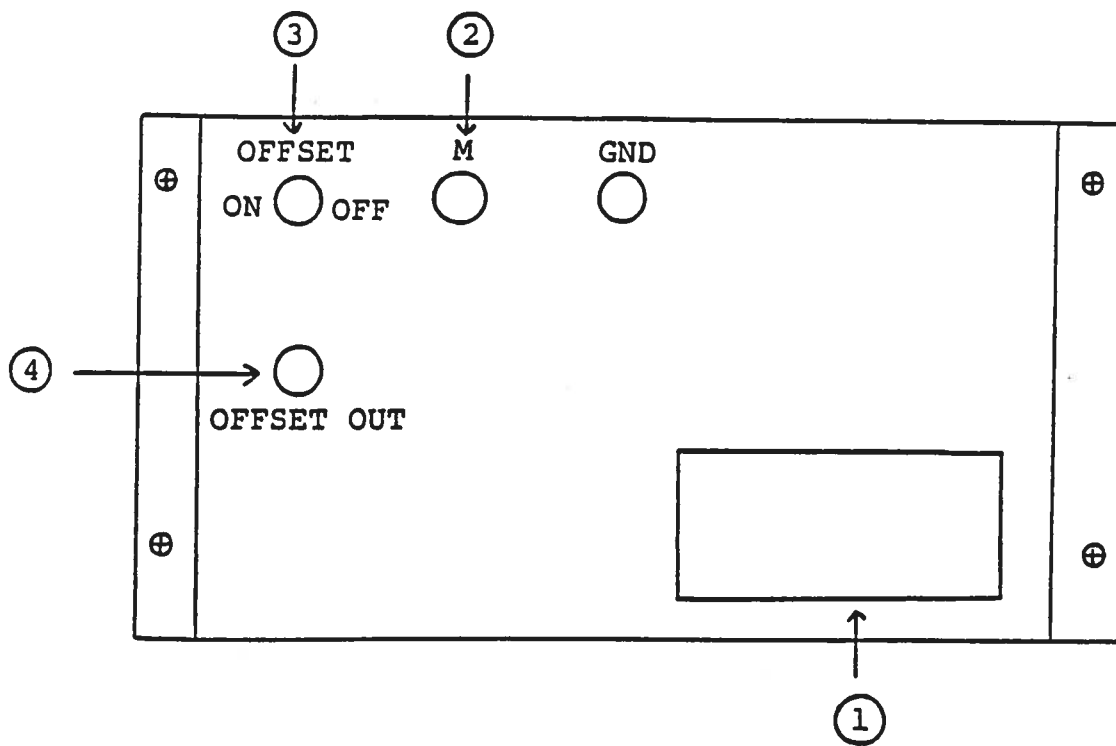 ③ ②
OFFSET M GND
ON OFF
④
OFFSET OUT
①